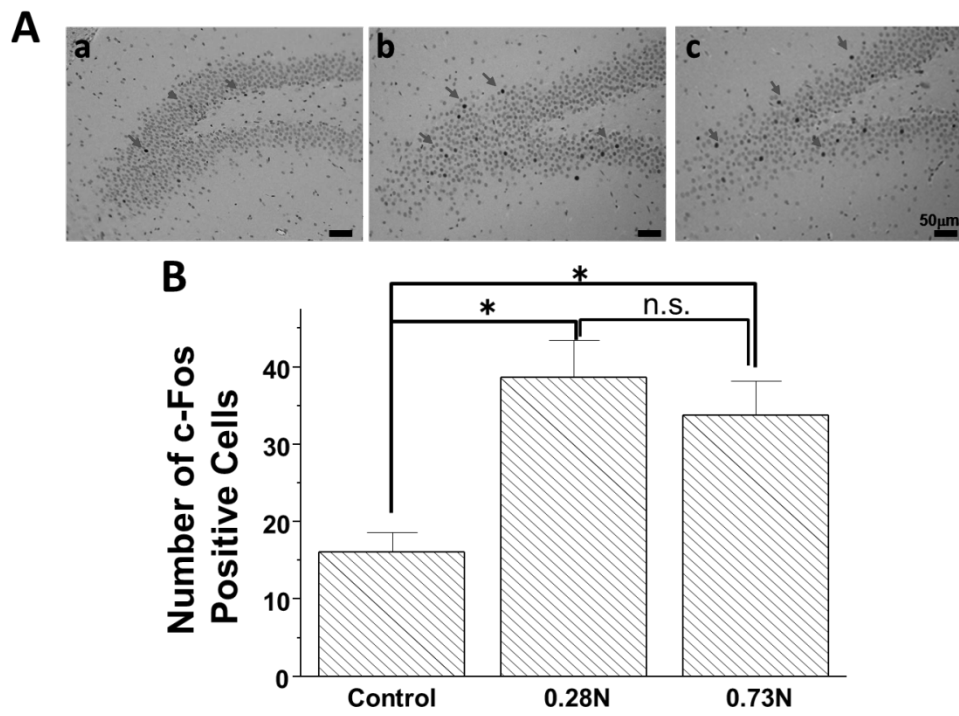 A
a
b
c
50μm
B
*
*
n.s.
Number of c-Fos
Positive Cells
40
30
20
10
0
Control
0.28N
0.73N